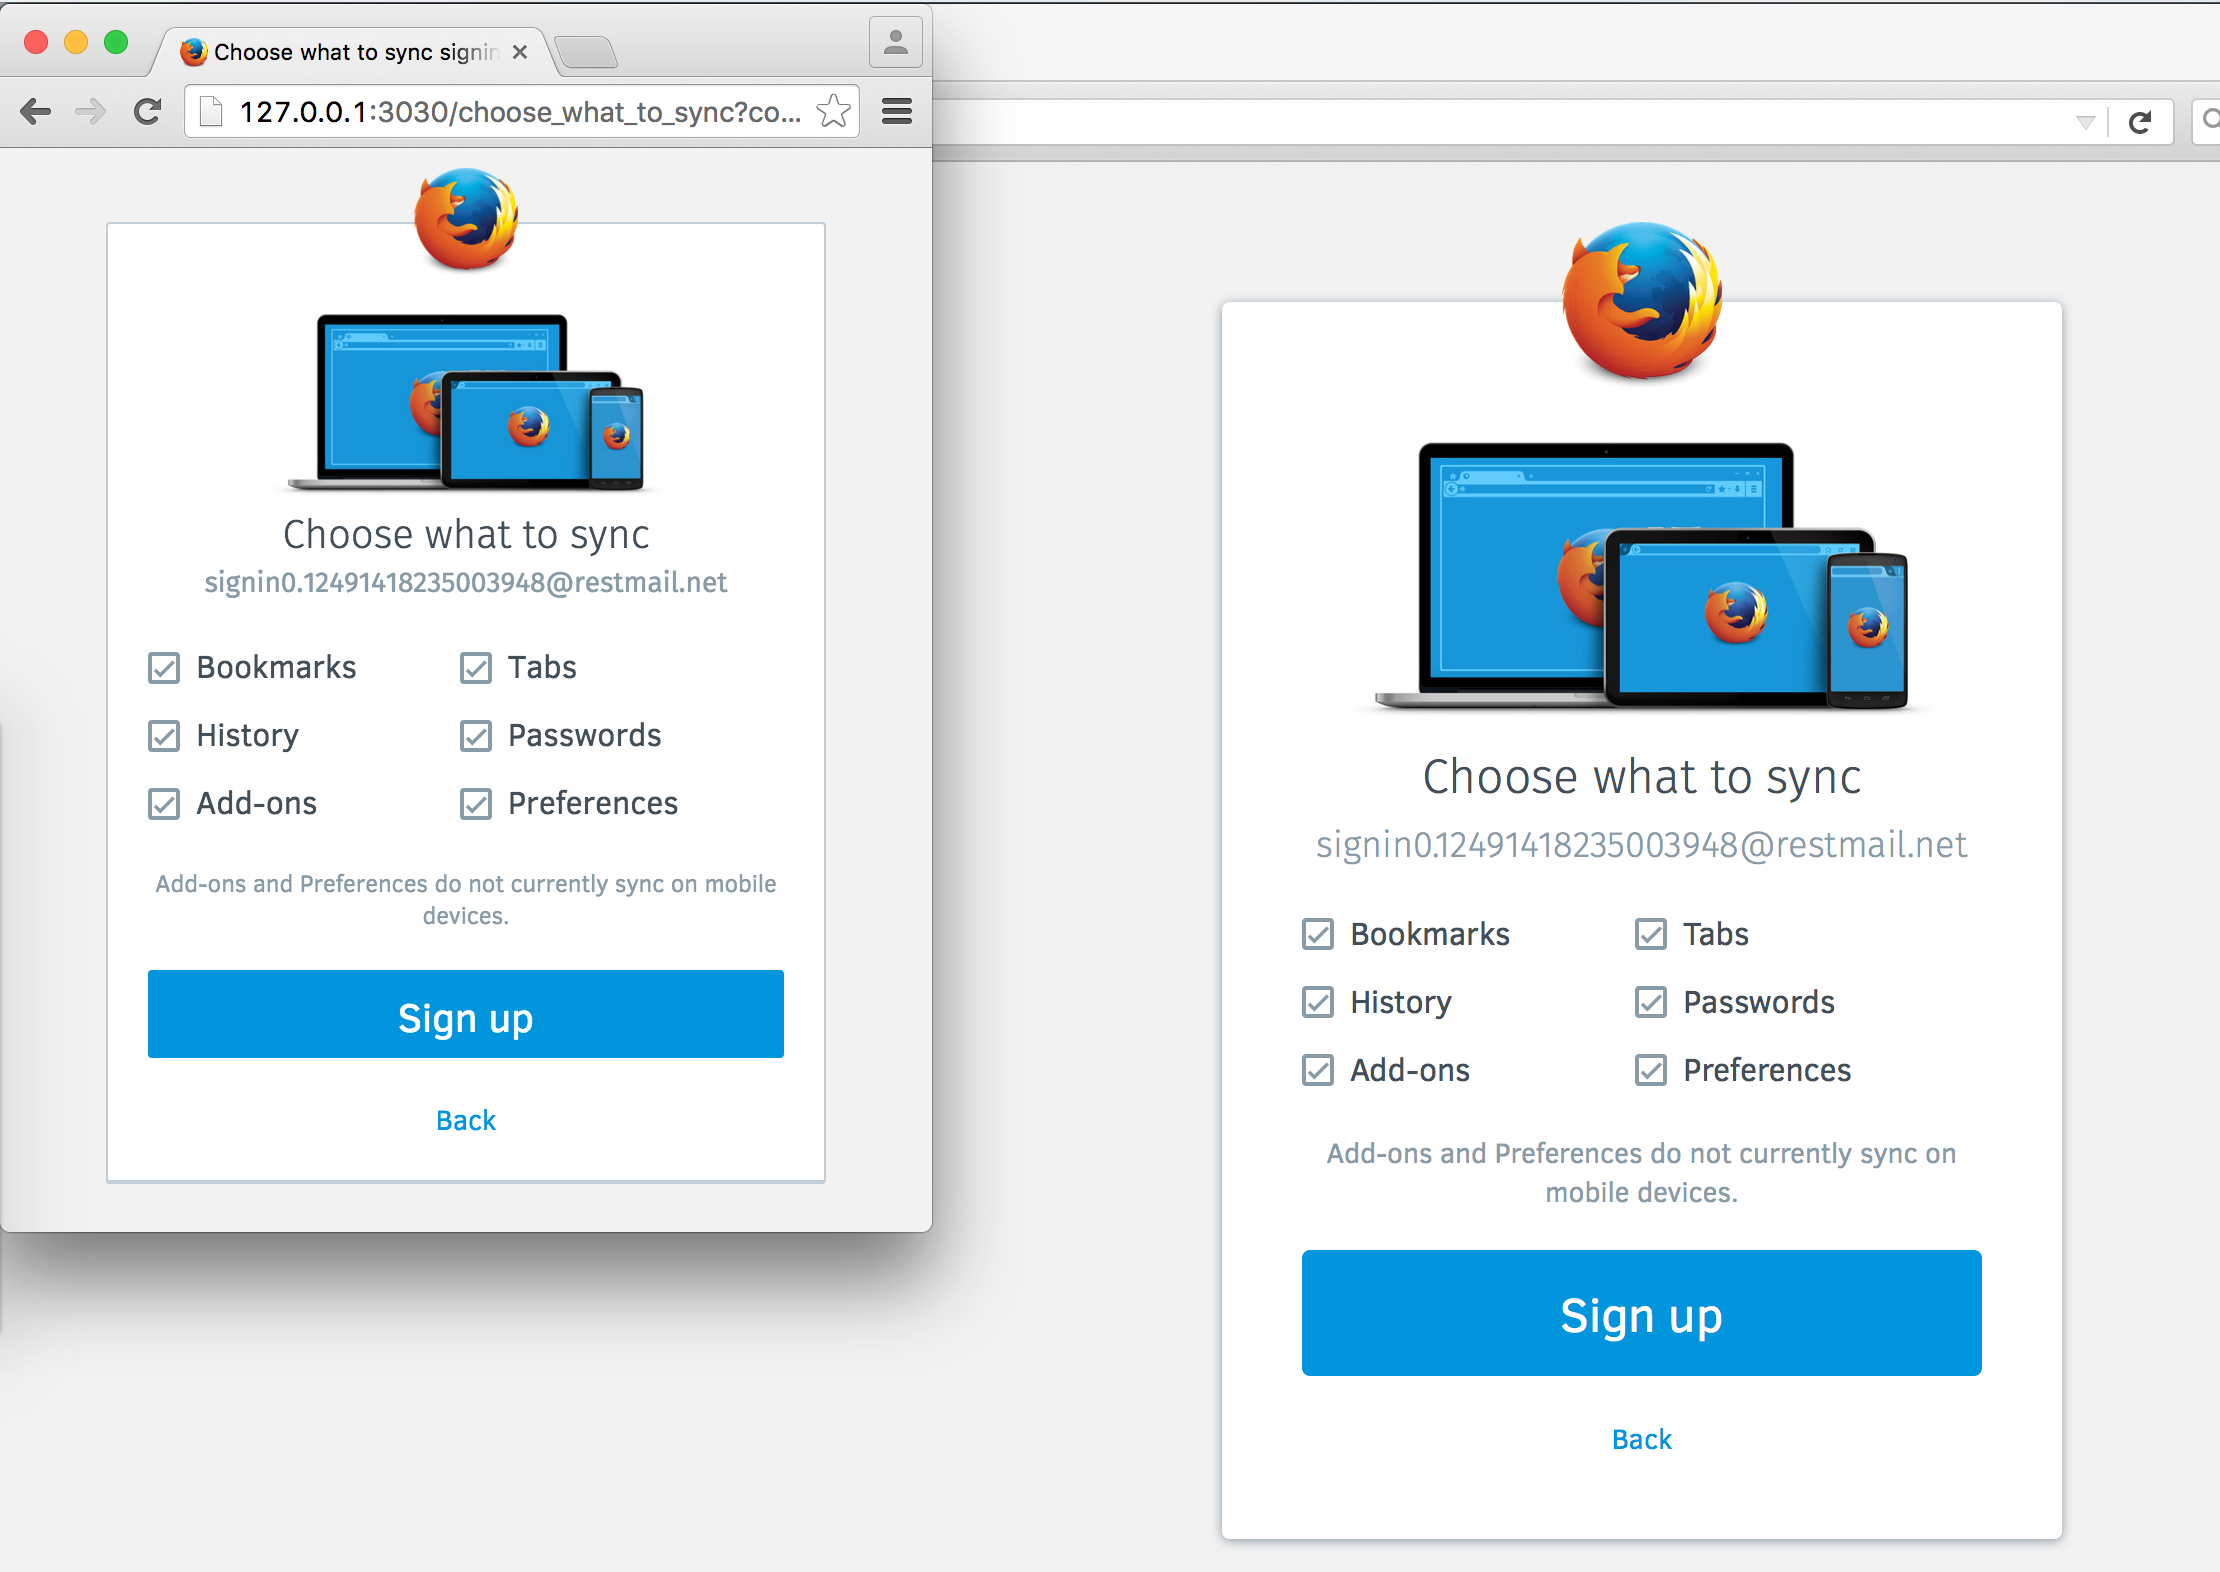 Choose what to sync signin
127.0.0.1:3030/choose_what_to_sync?co...
Choose what to sync
signin0.12491418235003948@restmail.net
Bookmarks
Tabs
History
Passwords
Add-ons
Preferences
Add-ons and Preferences do not currently sync on mobile
devices.
Sign up
Back
Choose what to sync
signin0.12491418235003948@restmail.net
Bookmarks
Tabs
History
Passwords
Add-ons
Preferences
Add-ons and Preferences do not currently sync on
mobile devices.
Sign up
Back